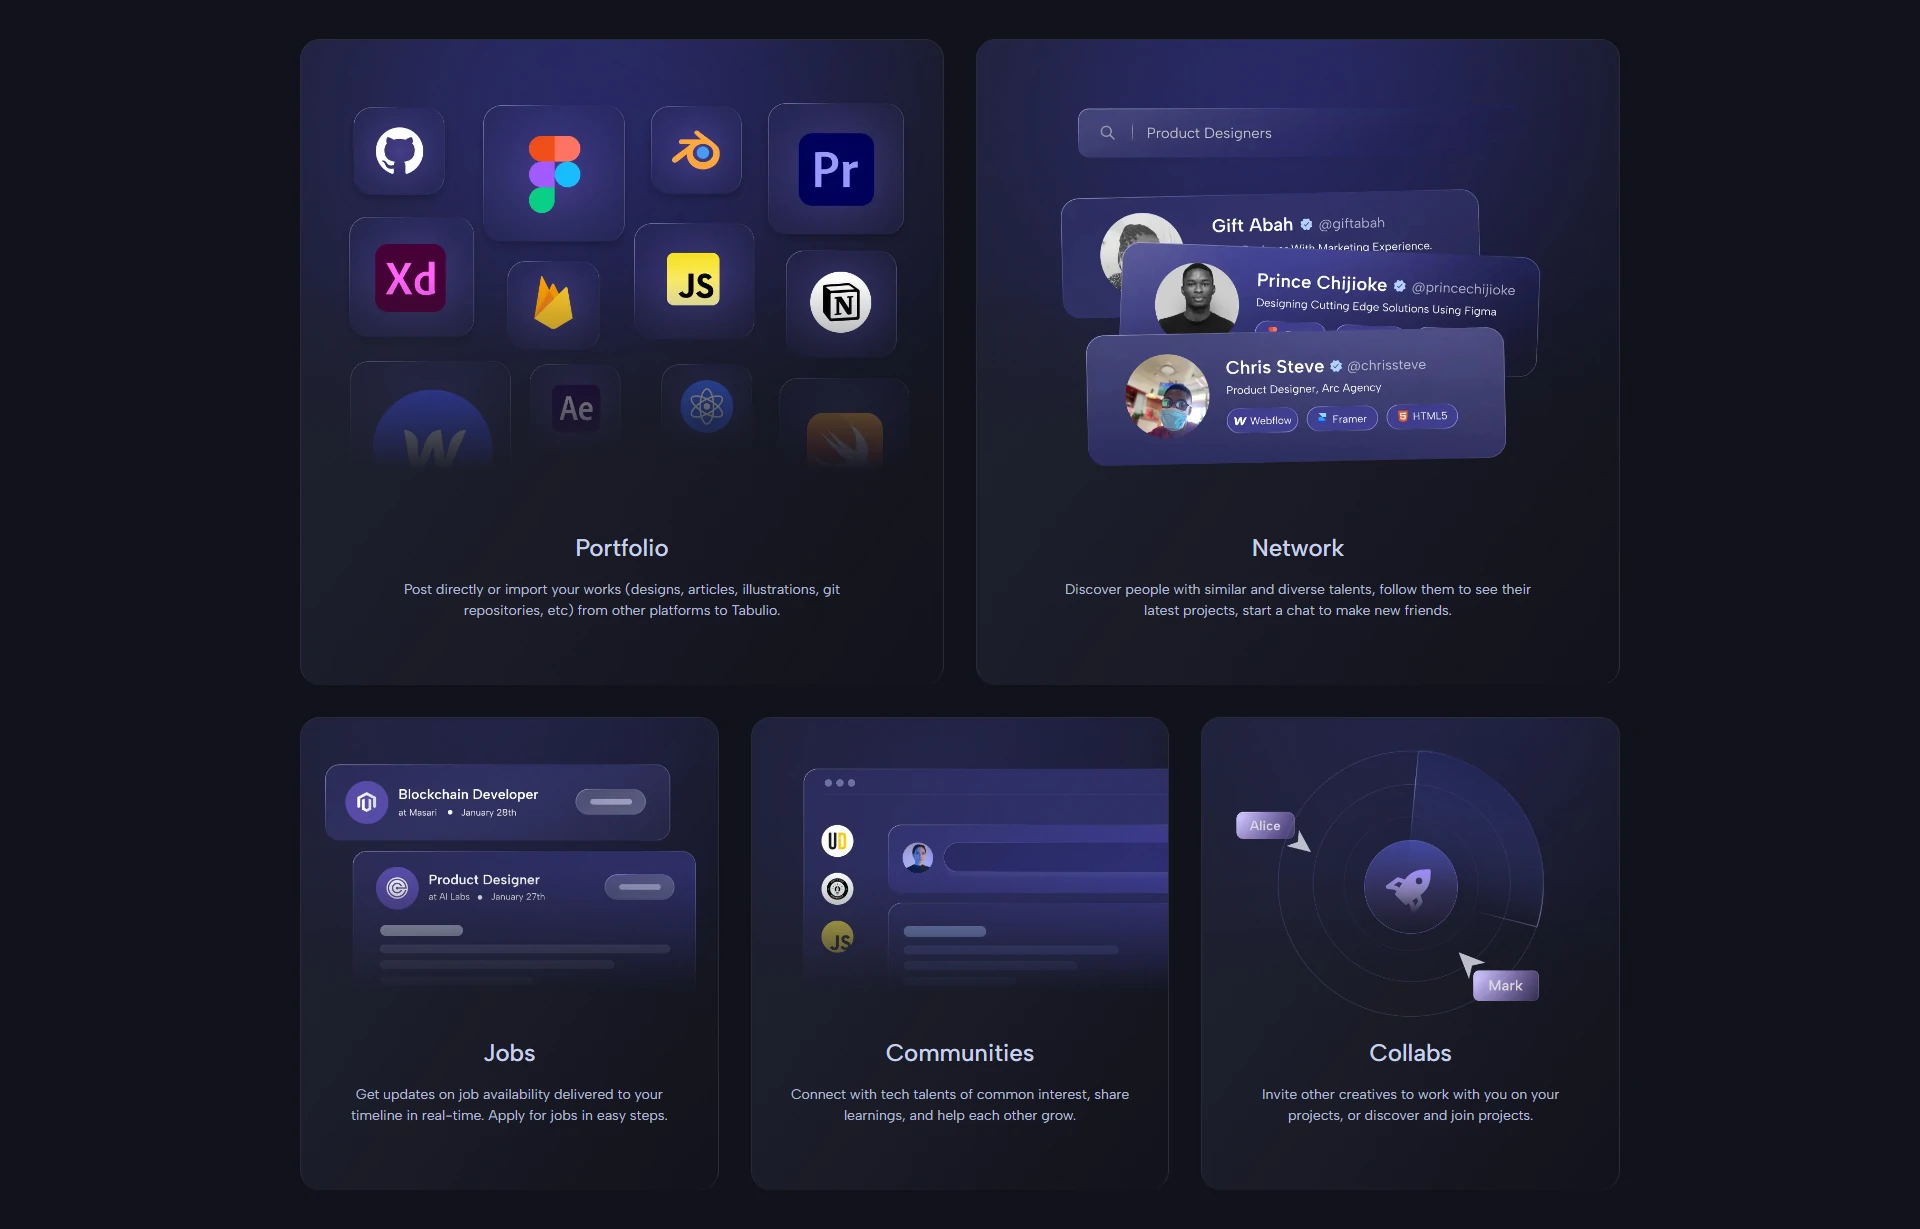 Pr
Xd
JS
N
W
Ae
Portfolio
Post directly or import your works (designs, articles, illustrations, git
repositories, etc) from other platforms to Tabulio.
Product Designers
Gift Abah @giftabah
With Marketing Experience.
Prince Chijioke @princechijioke
Designing Cutting Edge Solutions Using Figma
Chris Steve @chrissteve
Product Designer, Arc Agency
W Webflow Framer HTML5
Network
Discover people with similar and diverse talents, follow them to see their
latest projects, start a chat to make new friends.
Blockchain Developer
at Masari • January 28th
Product Designer
at AI Labs • January 27th
Jobs
Get updates on job availability delivered to your
timeline in real-time. Apply for jobs in easy steps.
UD
JS
Communities
Connect with tech talents of common interest, share
learnings, and help each other grow.
Alice
Mark
Collabs
Invite other creatives to work with you on your
projects, or discover and join projects.